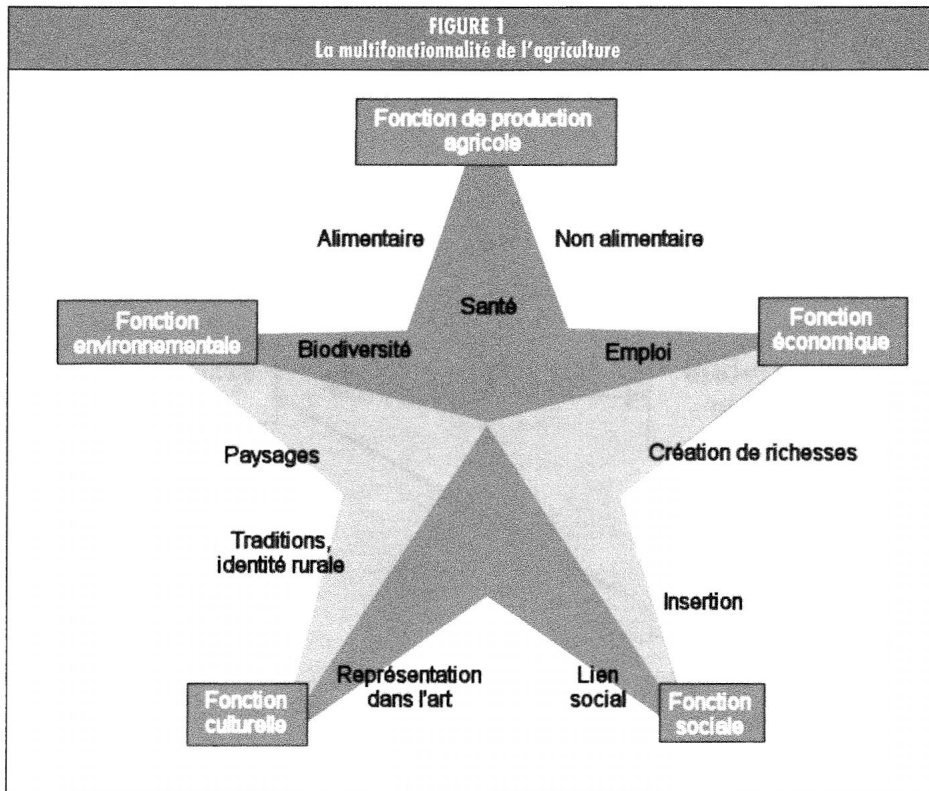 FIGURE 1
La multifonctionnalité de l'agriculture
Fonction de production
agricole
Alimentaire
Non alimentaire
Santé
Fonction
environnementale
Fonction
économique
Biodiversité
Emploi
Paysages
Création de richesses
Traditions,
identité rurale
Insertion
Représentation
dans l'art
Lien
social
Fonction
culturelle
Fonction
sociale